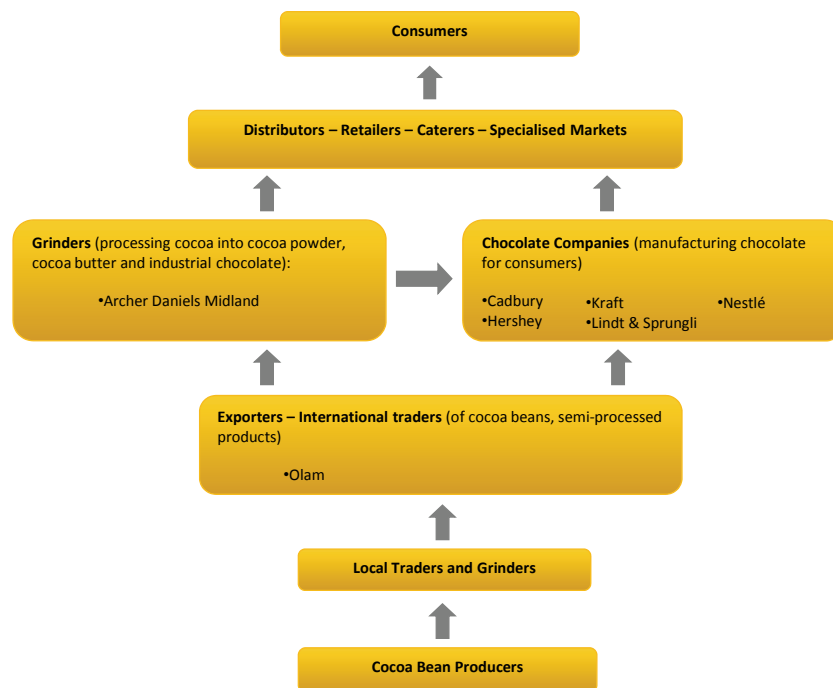 Consumers
Distributors – Retailers – Caterers – Specialised Markets
Grinders (processing cocoa into cocoa powder,
cocoa butter and industrial chocolate):
•Archer Daniels Midland
Chocolate Companies (manufacturing chocolate
for consumers)
•Cadbury •Kraft •Nestlé
•Hershey •Lindt & Sprungli
Exporters – International traders (of cocoa beans, semi-processed
products)
•Olam
Local Traders and Grinders
Cocoa Bean Producers